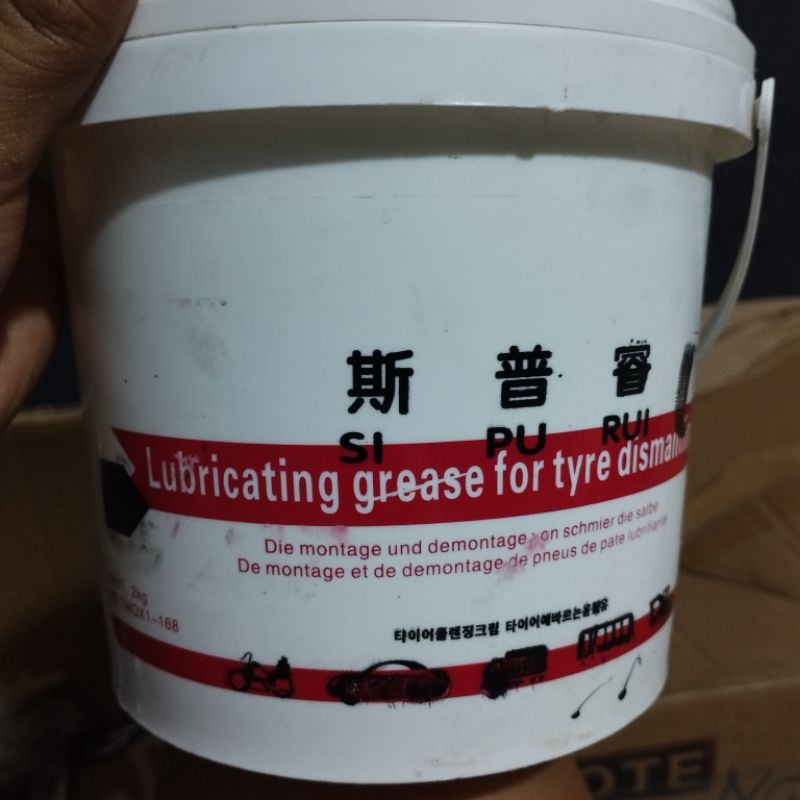 斯 普 睿
SI PU RUI
Lubricating grease for tyre
Die montage und demontage von schmier die salbe
De montage et de demontage de pneus de pate lubrifiante
2kg
타이어클렌징크림 타이어에바르는윤활유
OTE